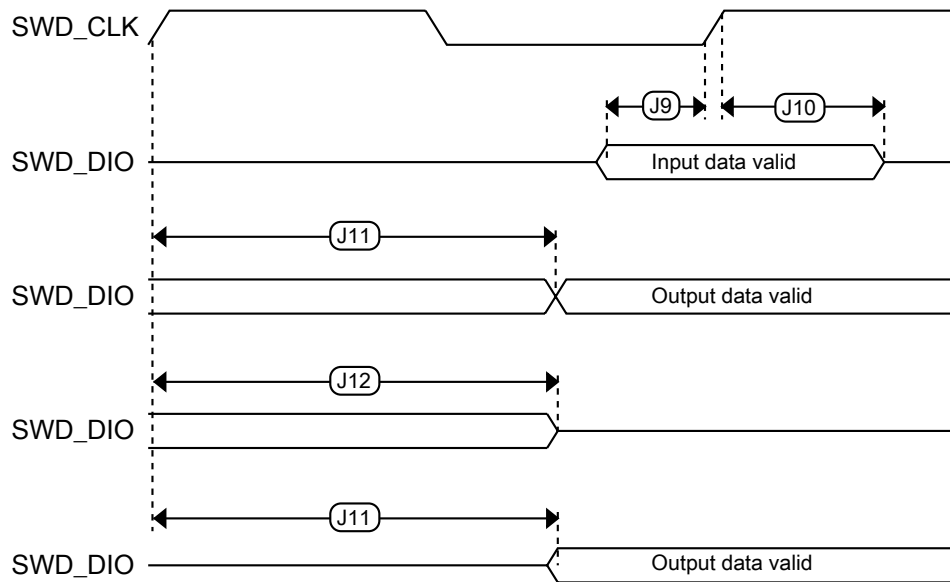 SWD_CLK
J9
J10
SWD_DIO
Input data valid
J11
SWD_DIO
Output data valid
J12
SWD_DIO
J11
SWD_DIO
Output data valid